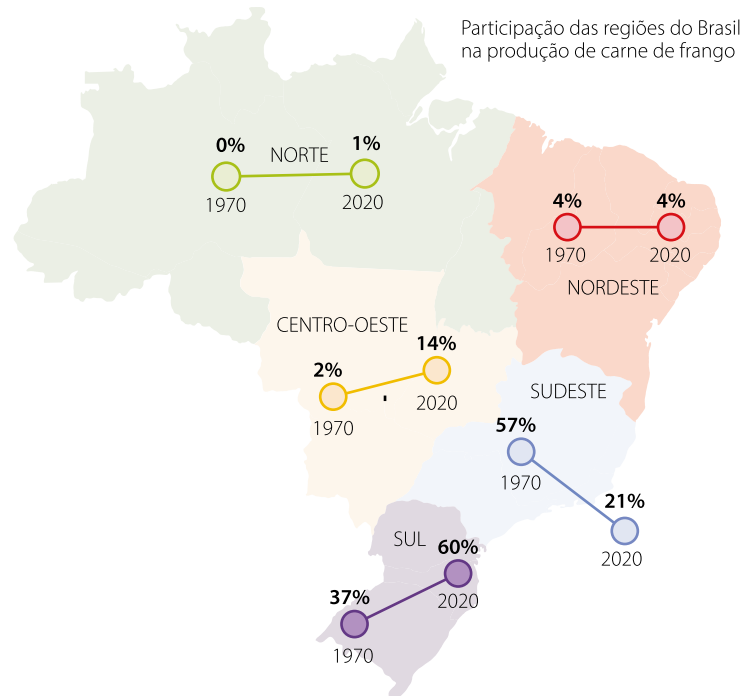 Participação das regiões do Brasil
na produção de carne de frango
0%
NORTE
1%
1970
2020
4%
4%
1970
2020
NORDESTE
CENTRO-OESTE
2%
14%
1970
2020
SUDESTE
57%
1970
21%
2020
SUL
60%
37%
2020
1970